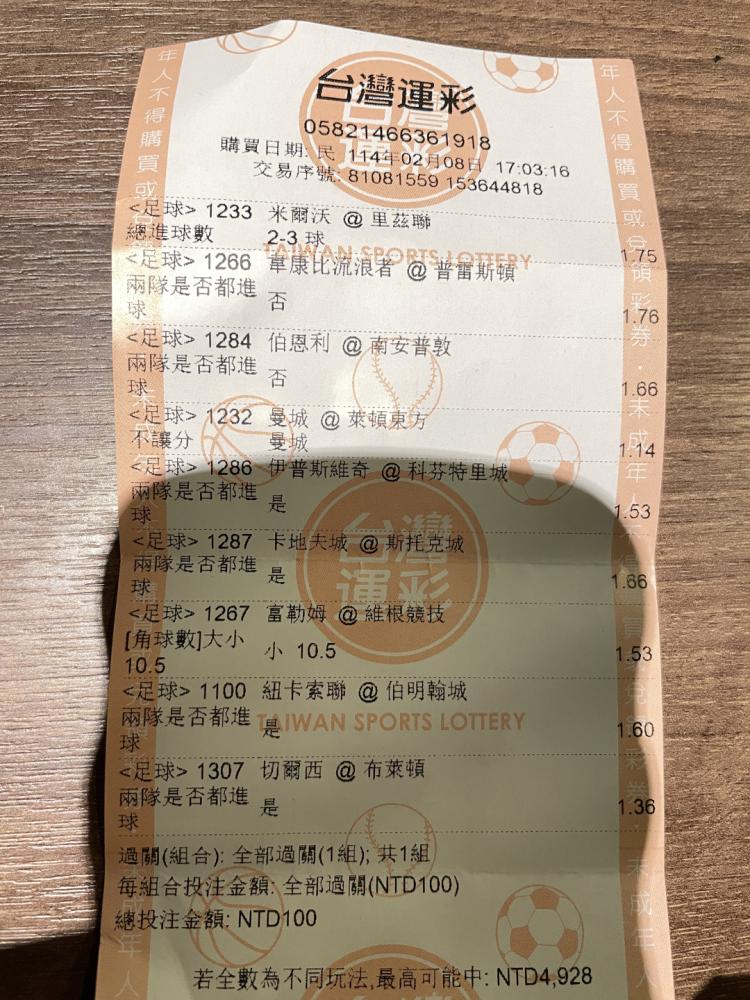 台灣運彩
05821466361918
購買日期: 民 114年02月08日 17:03:16
交易序號: 81081559 153644818
<足球> 1233 米爾沃 @ 里茲聯
總進球數 2-3 球 1.75
TAIWAN SPORTS LOTTERY
<足球> 1266 韋康比流浪者 @ 普雷斯頓
兩隊是否都進
球 否 1.76
<足球> 1284 伯恩利 @ 南安普敦
兩隊是否都進
球 否 1.66
<足球> 1232 曼城 @ 萊頓東方
不讓分 曼城 1.14
<足球> 1286 伊普斯維奇 @ 科芬特里城
兩隊是否都進
球 是 1.53
台灣
運彩
<足球> 1287 卡地夫城 @ 斯托克城
兩隊是否都進
球 是 1.66
<足球> 1267 富勒姆 @ 維根競技
[角球數]大小
10.5 小 10.5 1.53
<足球> 1100 紐卡索聯 @ 伯明翰城
兩隊是否都進
球 是 1.60
TAIWAN SPORTS LOTTERY
<足球> 1307 切爾西 @ 布萊頓
兩隊是否都進
球 是 1.36
過關(組合): 全部過關(1組); 共1組
每組合投注金額: 全部過關(NTD100)
總投注金額: NTD100
若全數為不同玩法,最高可能中: NTD4,928